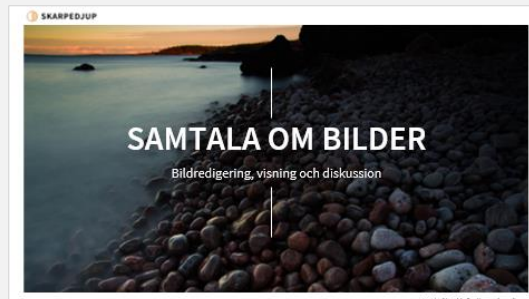 SKARPEDJUP
SAMTALA OM BILDER
Bildredigering, visning och diskussion